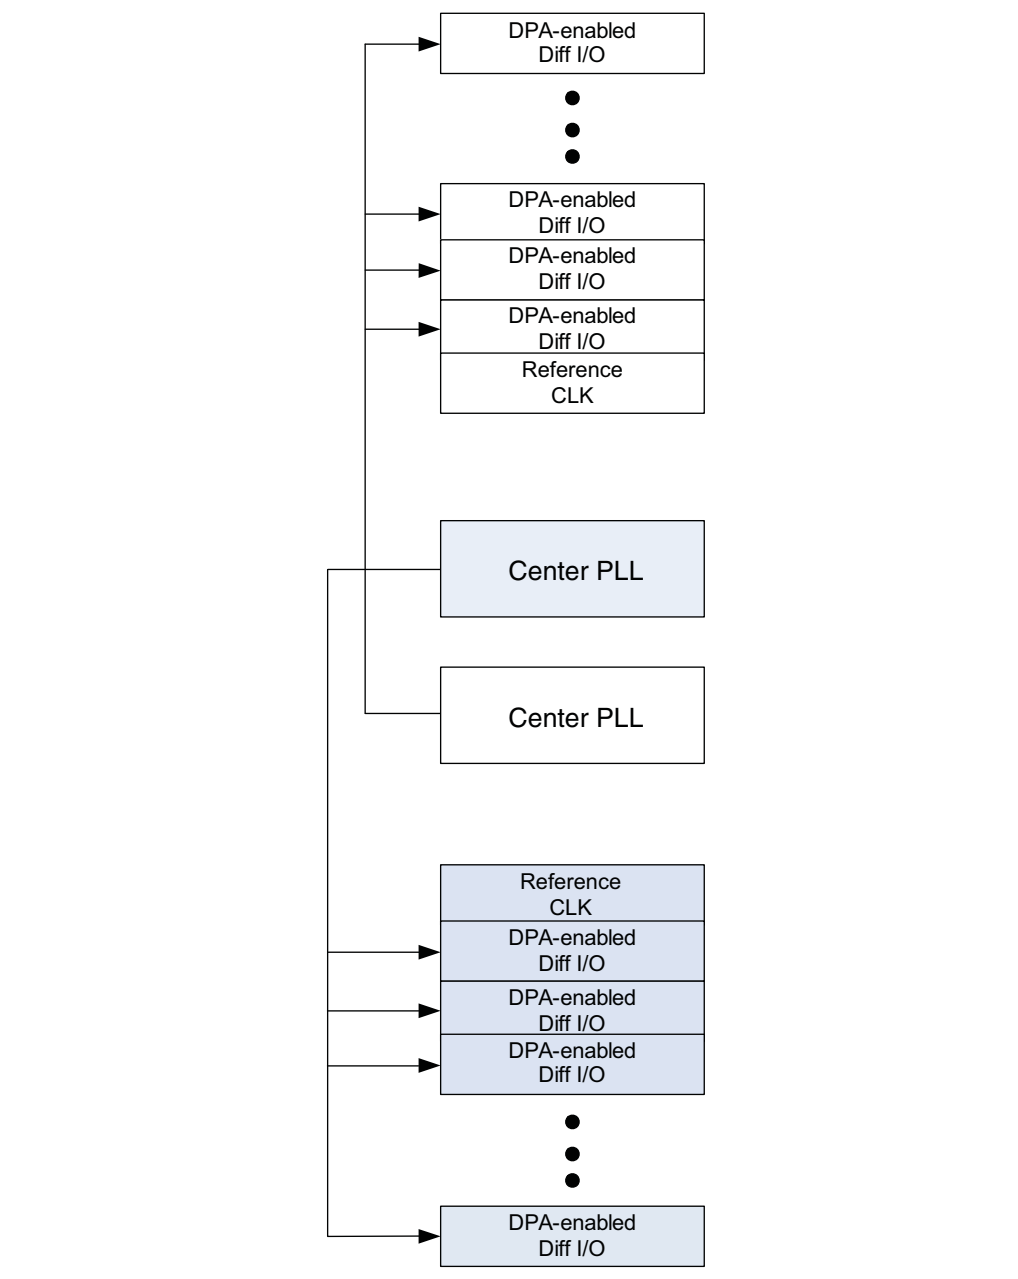 DPA-enabled
Diff I/O
DPA-enabled
Diff I/O
DPA-enabled
Diff I/O
DPA-enabled
Diff I/O
Reference
CLK
Center PLL
Center PLL
Reference
CLK
DPA-enabled
Diff I/O
DPA-enabled
Diff I/O
DPA-enabled
Diff I/O
DPA-enabled
Diff I/O